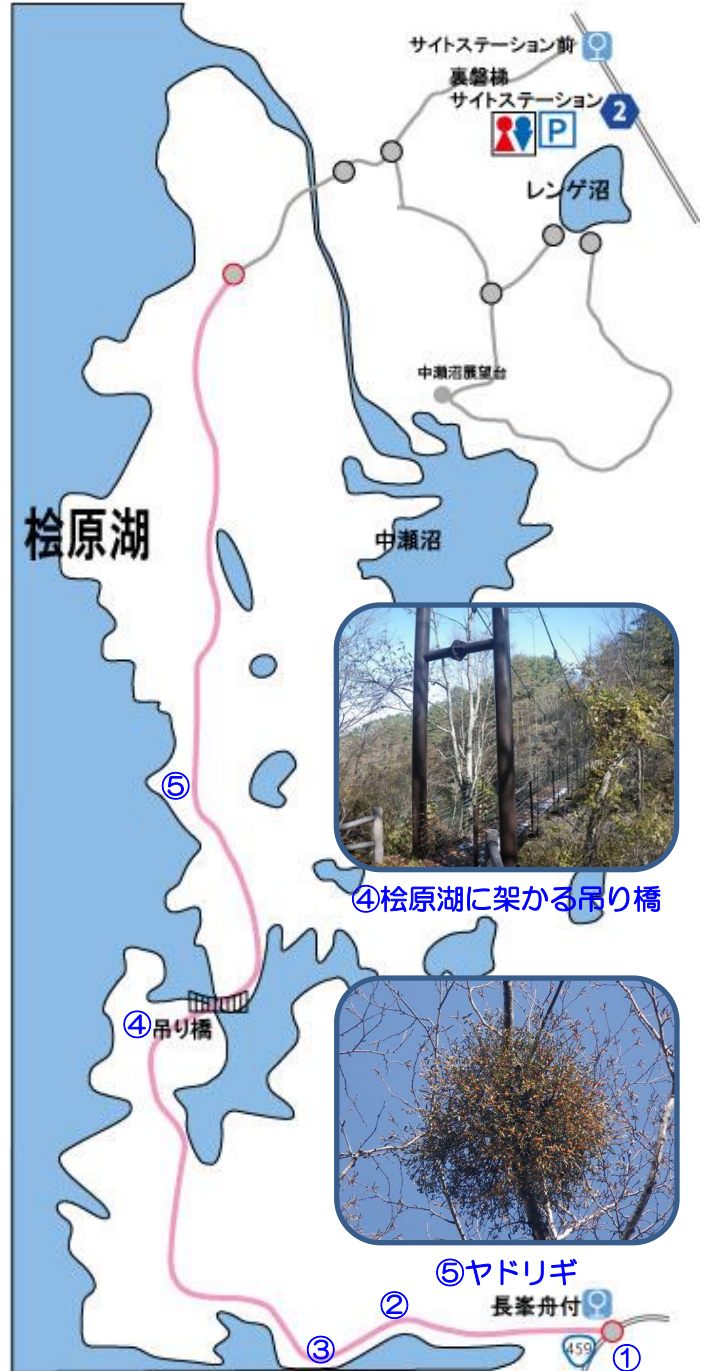 サイトステーション前
裏磐梯
サイトステーション
2
P
レンゲ沼
中瀬沼展望台
桧原湖
中瀬沼
⑤
④桧原湖に架かる吊り橋
④吊り橋
⑤ヤドリギ
長峯舟付
②
③
459
①